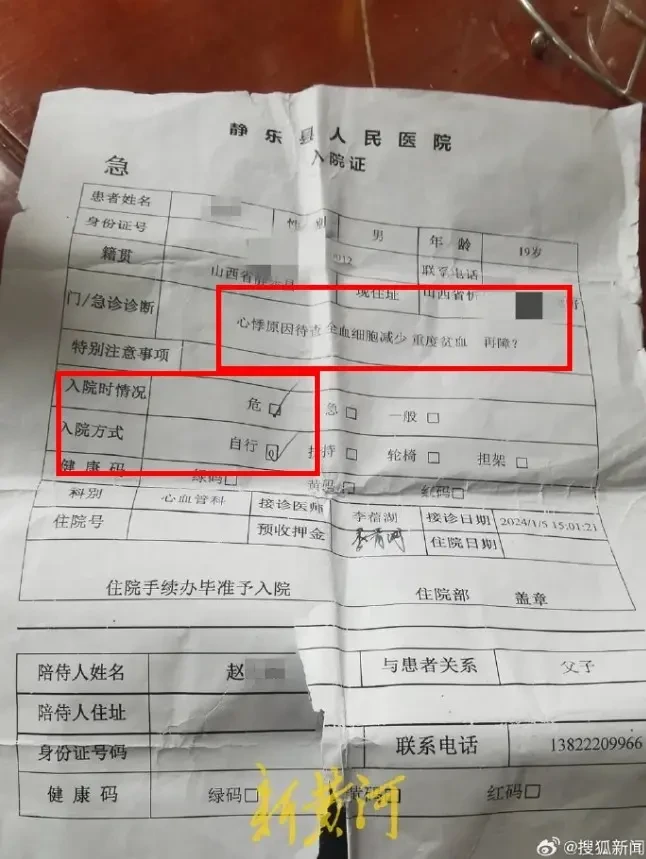 静乐县人民医院
急 入院证
患者姓名 性别 男 年龄 19岁
身份证号 012 联系电话
籍贯 山西省忻 县 现住址 山西省忻
门/急诊诊断 心悸原因待查 全血细胞减少 重度贫血 再障?
特别注意事项
入院时情况 危 急 一般
入院方式 自行 扶持 轮椅 担架
健康码 绿码 黄码 红码
科别 心血管科 接诊医师 李蓓湖 接诊日期 2024/1/5 15:01:21
住院号 预收押金 住院日期
住院手续办毕准予入院 住院部 盖章
陪侍人姓名 赵 与患者关系 父子
陪侍人住址
身份证号码 联系电话 13822209966
健康码 绿码 黄码 红码
新黄河
@搜狐新闻